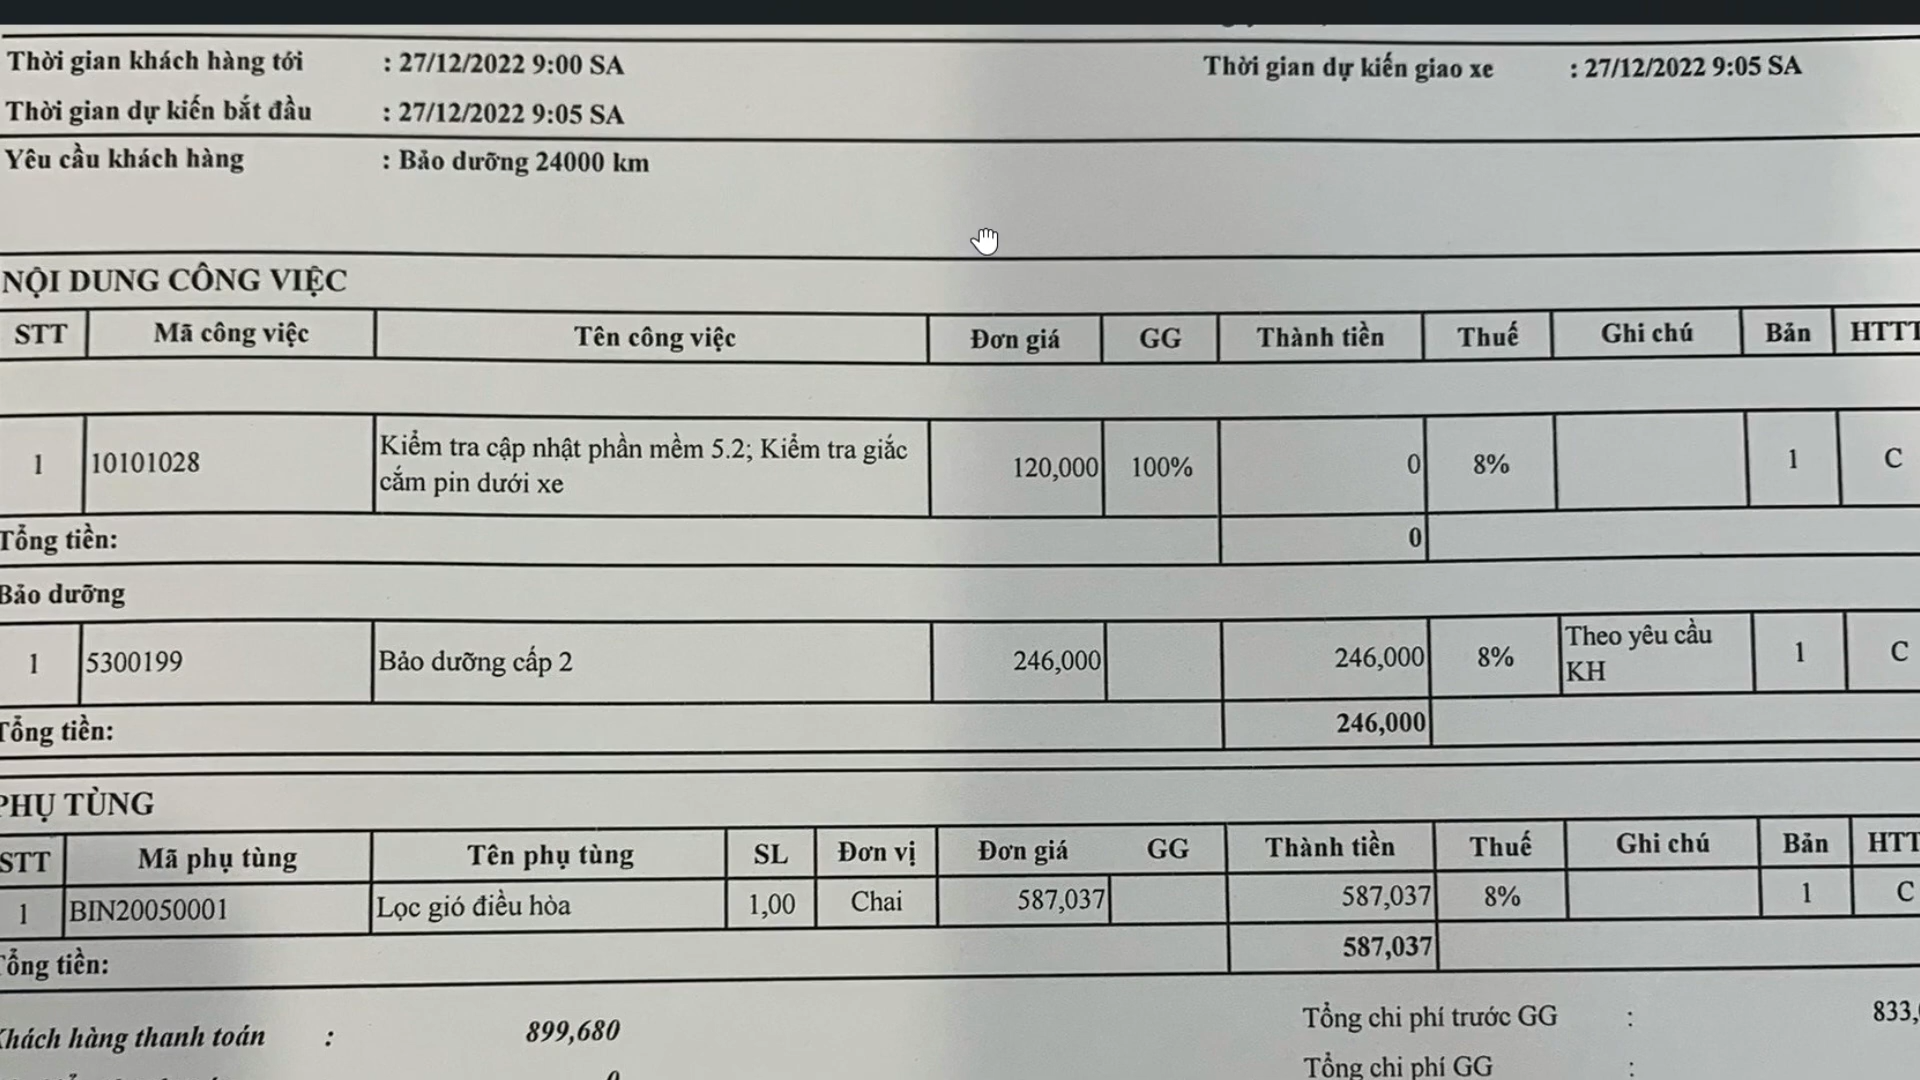 Thời gian khách hàng tới : 27/12/2022 9:00 SA Thời gian dự kiến giao xe : 27/12/2022 9:05 SA
Thời gian dự kiến bắt đầu : 27/12/2022 9:05 SA
Yêu cầu khách hàng : Bảo dưỡng 24000 km
NỘI DUNG CÔNG VIỆC
STT Mã công việc Tên công việc Đơn giá GG Thành tiền Thuế Ghi chú Bản HTTT
1 10101028 Kiểm tra cập nhật phần mềm 5.2; Kiểm tra giắc cắm pin dưới xe 120,000 100% 0 8% 1 C
Tổng tiền: 0
Bảo dưỡng
1 5300199 Bảo dưỡng cấp 2 246,000 246,000 8% Theo yêu cầu KH 1 C
Tổng tiền: 246,000
PHỤ TÙNG
STT Mã phụ tùng Tên phụ tùng SL Đơn vị Đơn giá GG Thành tiền Thuế Ghi chú Bản HTT
1 BIN20050001 Lọc gió điều hòa 1,00 Chai 587,037 587,037 8% 1 C
Tổng tiền: 587,037
Khách hàng thanh toán : 899,680 Tổng chi phí trước GG : 833,
Tổng chi phí GG :